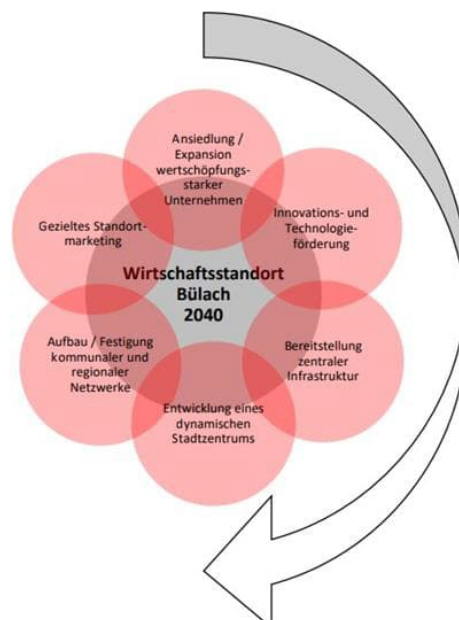 Ansiedlung /
Expansion
wertschöpfungs-
starker
Unternehmen
Innovations- und
Technologie-
förderung
Bereitstellung
zentraler
Infrastruktur
Entwicklung eines
dynamischen
Stadtzentrums
Aufbau / Festigung
kommunaler und
regionaler
Netzwerke
Gezieltes Standort-
marketing
Wirtschaftsstandort
Bülach
2040